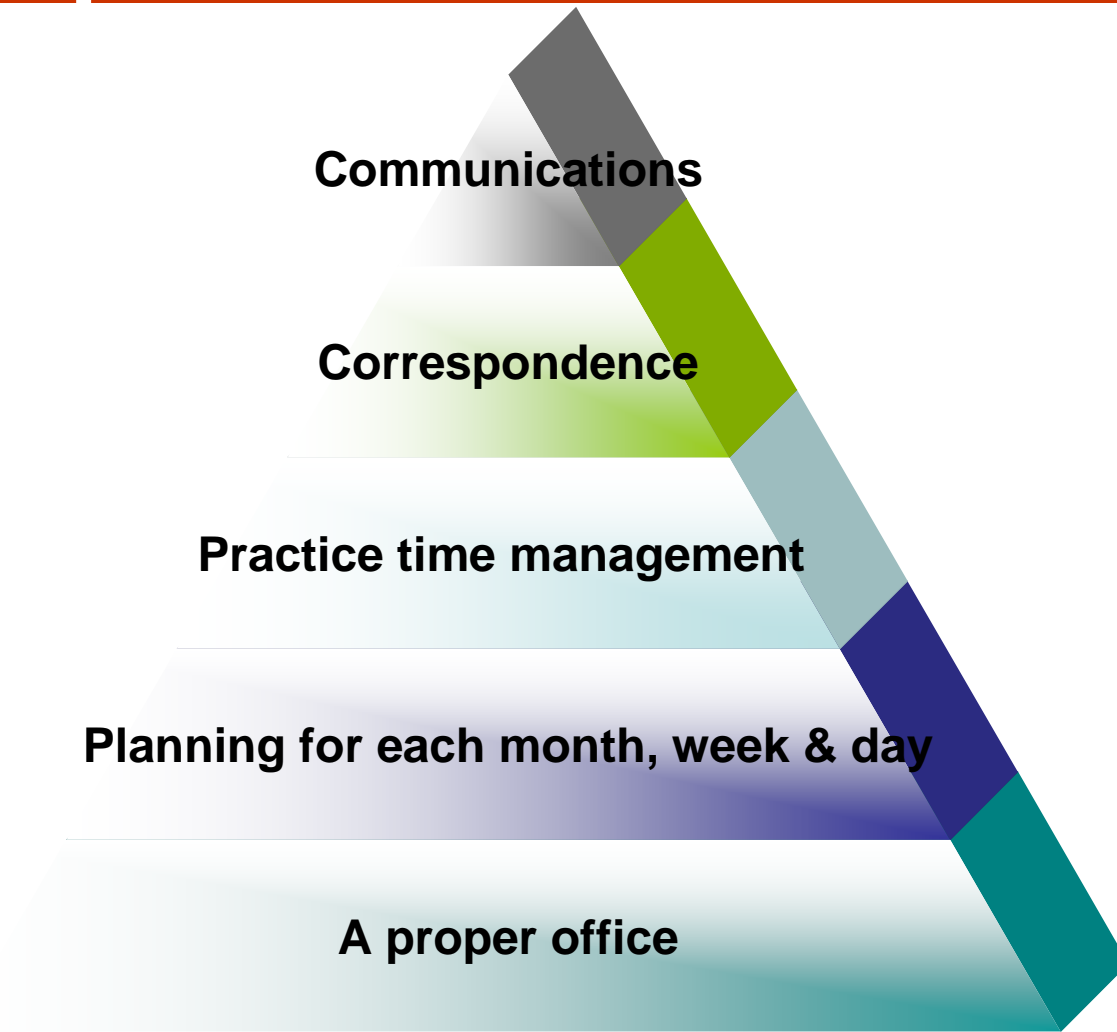 Communications
Correspondence
Practice time management
Planning for each month, week & day
A proper office